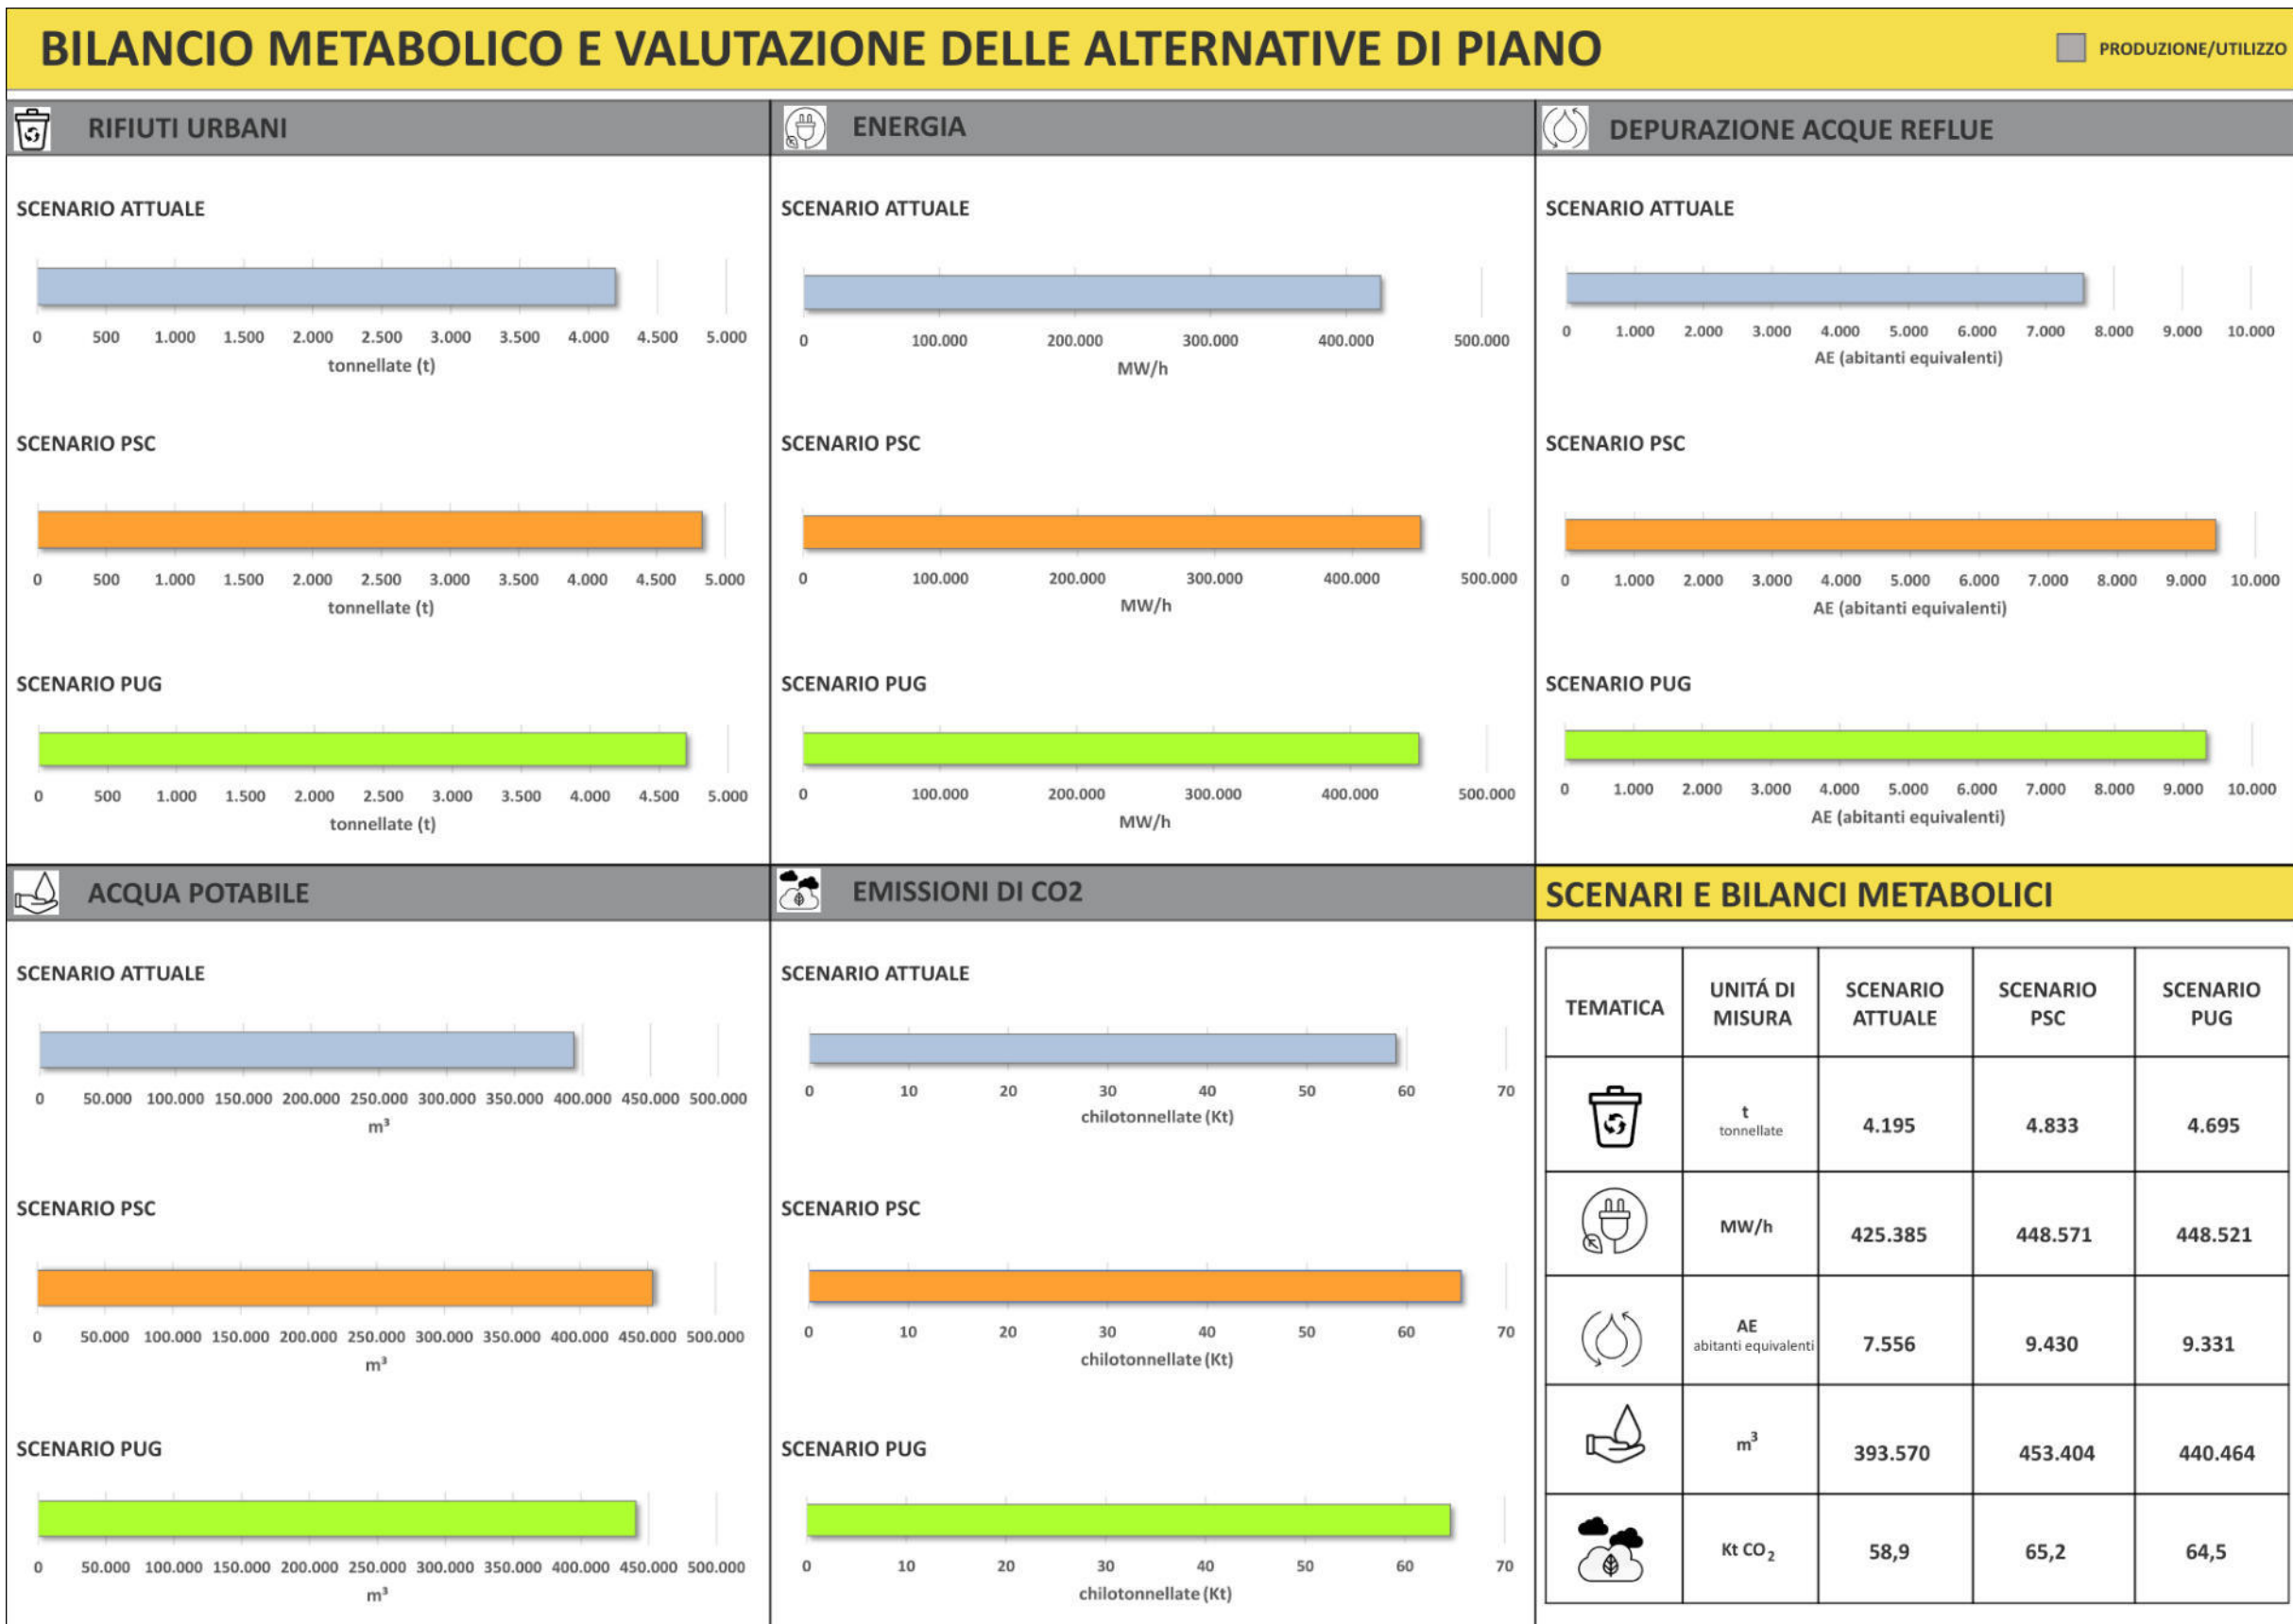 BILANCIO METABOLICO E VALUTAZIONE DELLE ALTERNATIVE DI PIANO
PRODUZIONE/UTILIZZO
RIFIUTI URBANI
SCENARIO ATTUALE
0 500 1.000 1.500 2.000 2.500 3.000 3.500 4.000 4.500 5.000
tonnellate (t)
SCENARIO PSC
0 500 1.000 1.500 2.000 2.500 3.000 3.500 4.000 4.500 5.000
tonnellate (t)
SCENARIO PUG
0 500 1.000 1.500 2.000 2.500 3.000 3.500 4.000 4.500 5.000
tonnellate (t)
ENERGIA
SCENARIO ATTUALE
0 100.000 200.000 300.000 400.000 500.000
MW/h
SCENARIO PSC
0 100.000 200.000 300.000 400.000 500.000
MW/h
SCENARIO PUG
0 100.000 200.000 300.000 400.000 500.000
MW/h
DEPURAZIONE ACQUE REFLUE
SCENARIO ATTUALE
0 1.000 2.000 3.000 4.000 5.000 6.000 7.000 8.000 9.000 10.000
AE (abitanti equivalenti)
SCENARIO PSC
0 1.000 2.000 3.000 4.000 5.000 6.000 7.000 8.000 9.000 10.000
AE (abitanti equivalenti)
SCENARIO PUG
0 1.000 2.000 3.000 4.000 5.000 6.000 7.000 8.000 9.000 10.000
AE (abitanti equivalenti)
ACQUA POTABILE
SCENARIO ATTUALE
0 50.000 100.000 150.000 200.000 250.000 300.000 350.000 400.000 450.000 500.000
m³
SCENARIO PSC
0 50.000 100.000 150.000 200.000 250.000 300.000 350.000 400.000 450.000 500.000
m³
SCENARIO PUG
0 50.000 100.000 150.000 200.000 250.000 300.000 350.000 400.000 450.000 500.000
m³
EMISSIONI DI CO2
SCENARIO ATTUALE
0 10 20 30 40 50 60 70
chilotonnellate (Kt)
SCENARIO PSC
0 10 20 30 40 50 60 70
chilotonnellate (Kt)
SCENARIO PUG
0 10 20 30 40 50 60 70
chilotonnellate (Kt)
SCENARI E BILANCI METABOLICI
TEMATICA UNITÁ DI MISURA SCENARIO ATTUALE SCENARIO PSC SCENARIO PUG
t tonnellate 4.195 4.833 4.695
MW/h 425.385 448.571 448.521
AE abitanti equivalenti 7.556 9.430 9.331
m³ 393.570 453.404 440.464
Kt CO₂ 58,9 65,2 64,5